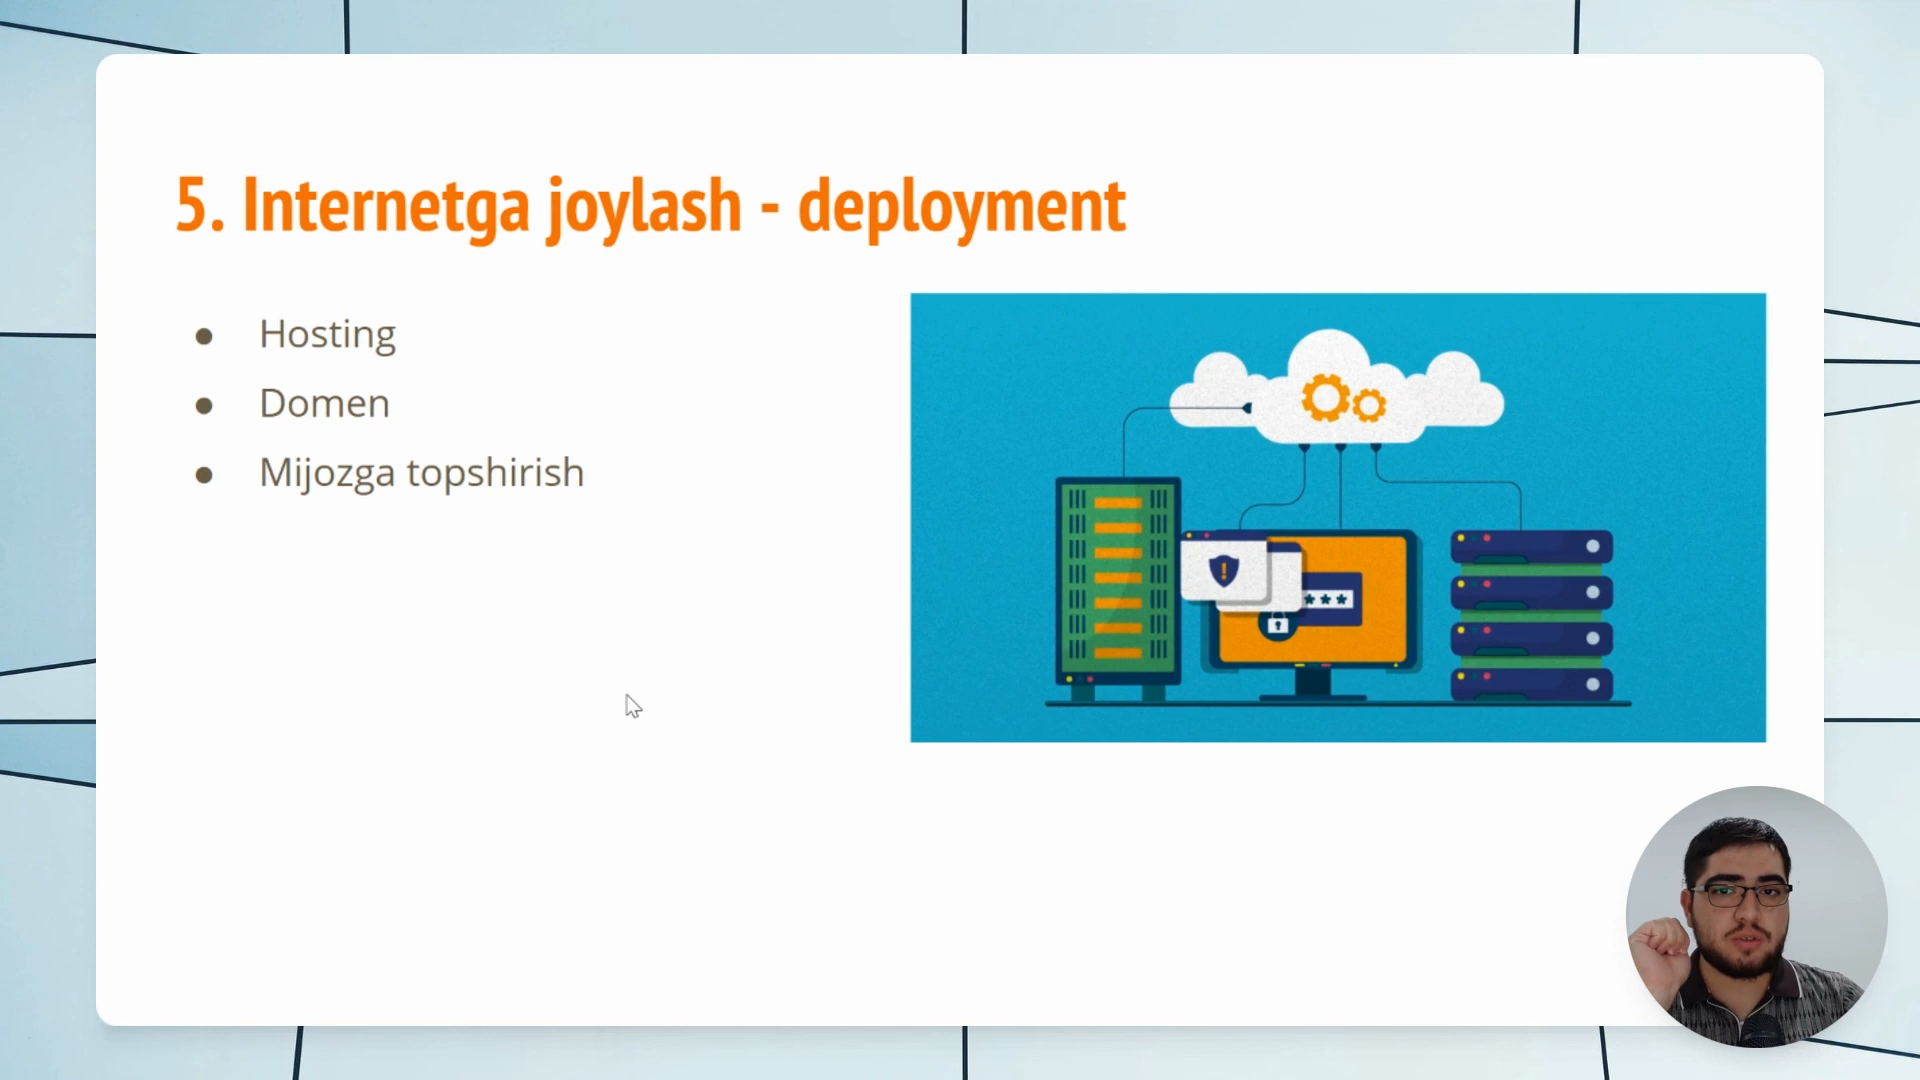 5. Internetga joylash - deployment
● Hosting
● Domen
● Mijozga topshirish